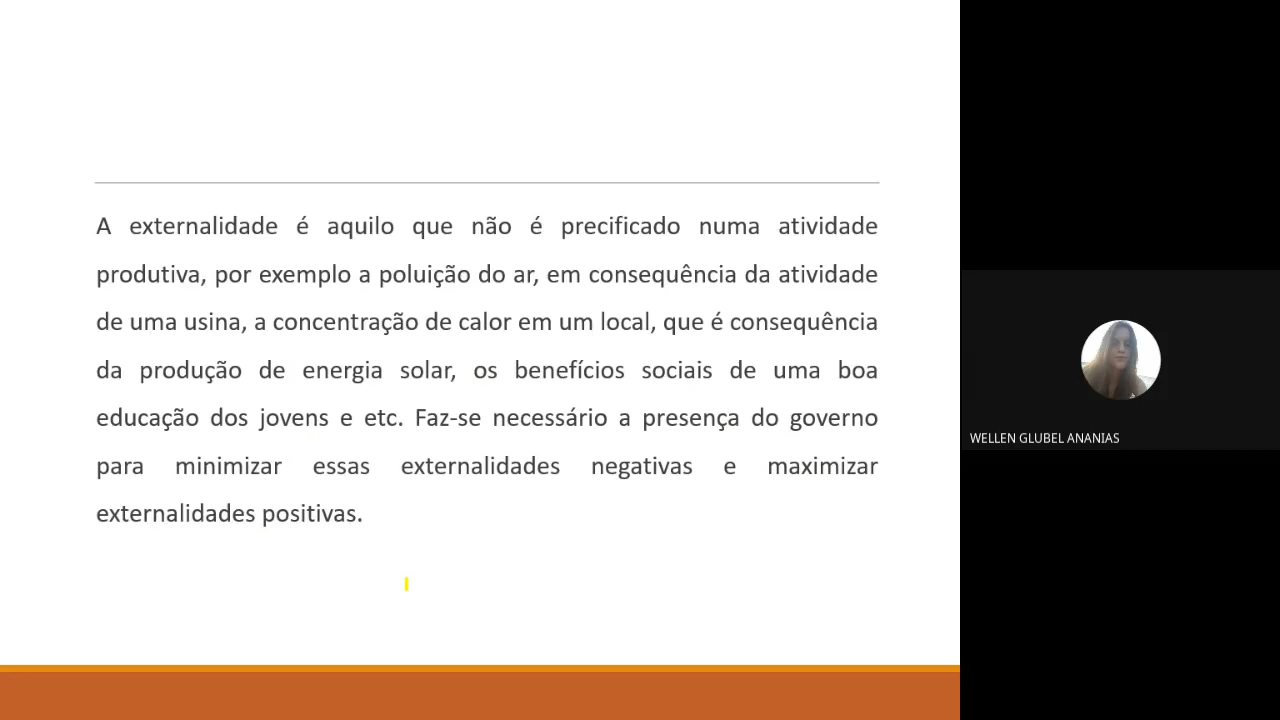 A externalidade é aquilo que não é precificado numa atividade
produtiva, por exemplo a poluição do ar, em consequência da atividade
de uma usina, a concentração de calor em um local, que é consequência
da produção de energia solar, os benefícios sociais de uma boa
educação dos jovens e etc. Faz-se necessário a presença do governo
para minimizar essas externalidades negativas e maximizar
externalidades positivas.
WELLEN GLUBEL ANANIAS